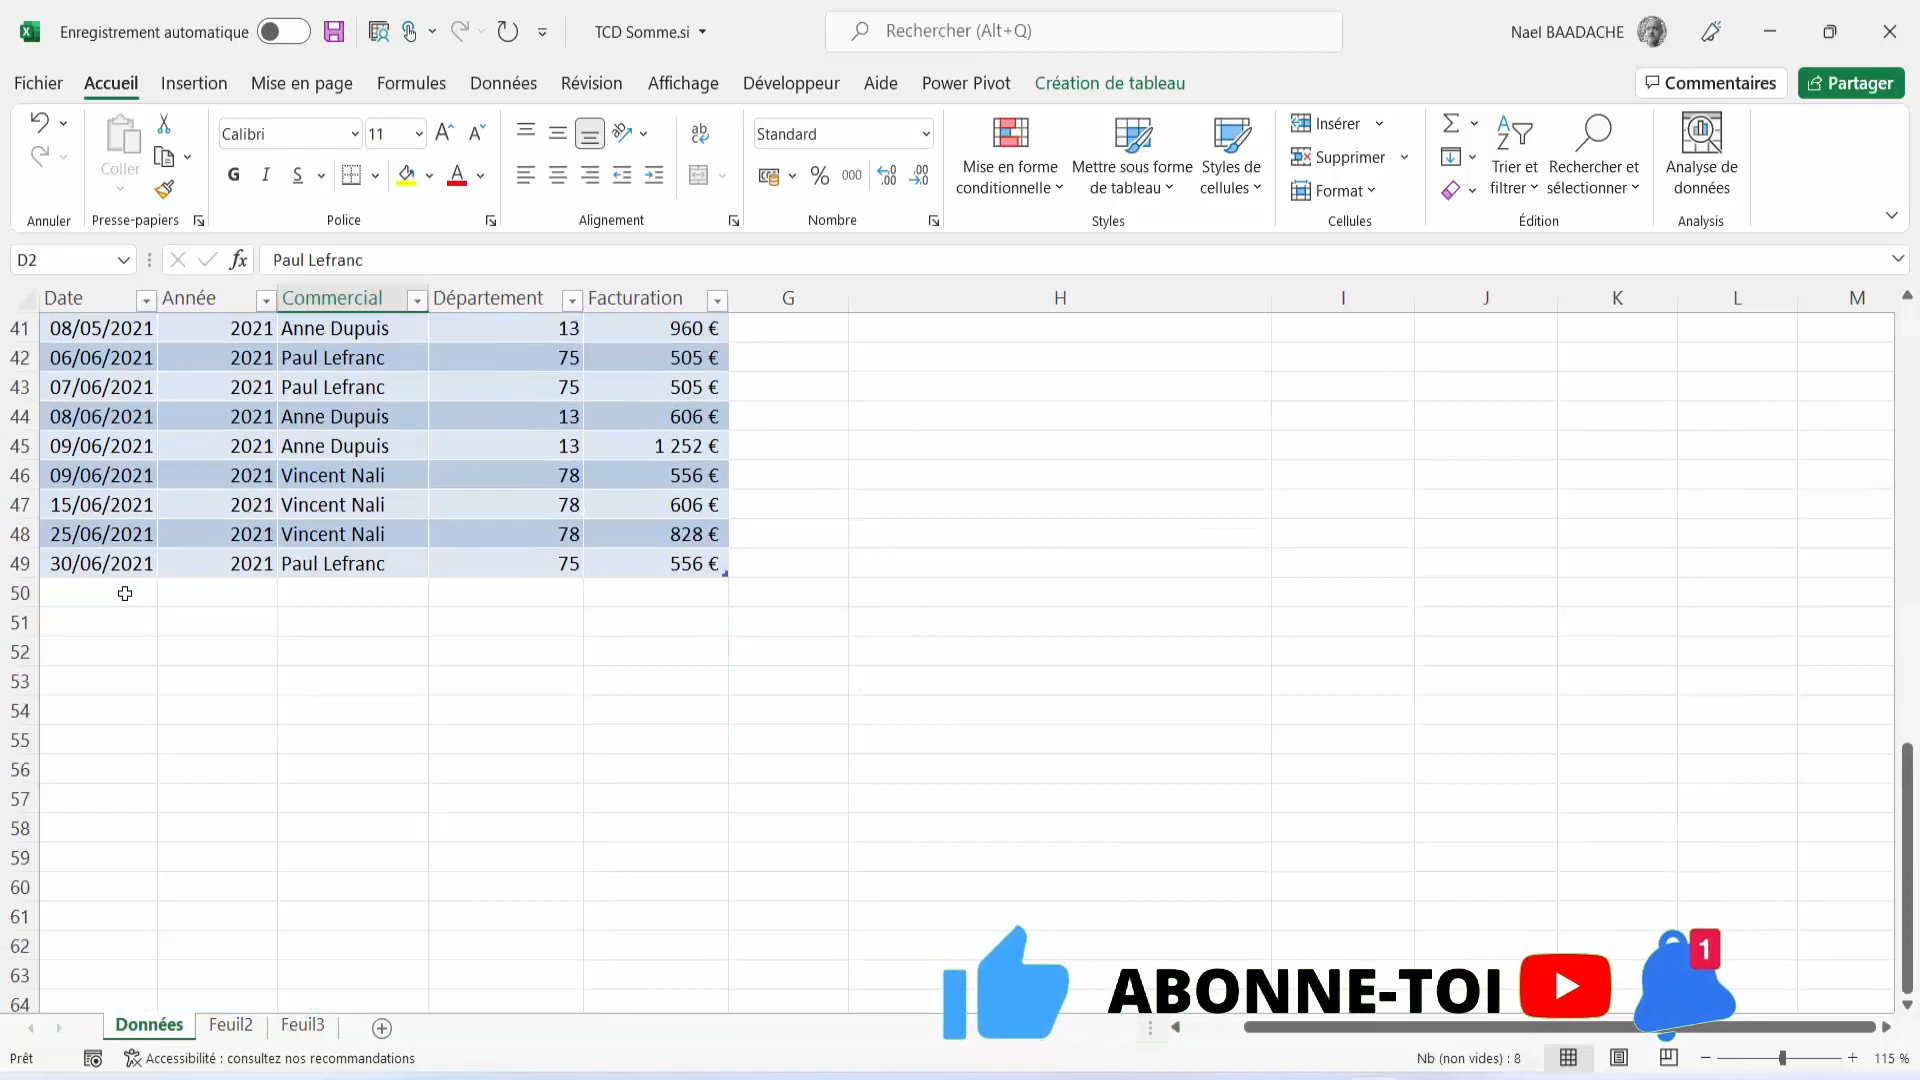 Enregistrement automatique
TCD Somme.si
Rechercher (Alt+Q)
Nael BAADACHE
Fichier Accueil Insertion Mise en page Formules Données Révision Affichage Développeur Aide Power Pivot Création de tableau
Commentaires Partager
Coller
Calibri 11
G I S
Standard
% 000
Mise en forme conditionnelle
Mettre sous forme de tableau
Styles de cellules
Insérer
Supprimer
Format
Trier et filtrer
Rechercher et sélectionner
Analyse de données
Annuler Presse-papiers Police Alignement Nombre Styles Cellules Édition Analysis
D2 fx Paul Lefranc
Date Année Commercial Département Facturation G H I J K L M
41 08/05/2021 2021 Anne Dupuis 13 960 €
42 06/06/2021 2021 Paul Lefranc 75 505 €
43 07/06/2021 2021 Paul Lefranc 75 505 €
44 08/06/2021 2021 Anne Dupuis 13 606 €
45 09/06/2021 2021 Anne Dupuis 13 1 252 €
46 09/06/2021 2021 Vincent Nali 78 556 €
47 15/06/2021 2021 Vincent Nali 78 606 €
48 25/06/2021 2021 Vincent Nali 78 828 €
49 30/06/2021 2021 Paul Lefranc 75 556 €
50
51
52
53
54
55
56
57
58
59
60
61
62
63
64
ABONNE-TOI
1
Données Feuil2 Feuil3
Prêt Accessibilité : consultez nos recommandations Nb (non vides) : 8 115 %